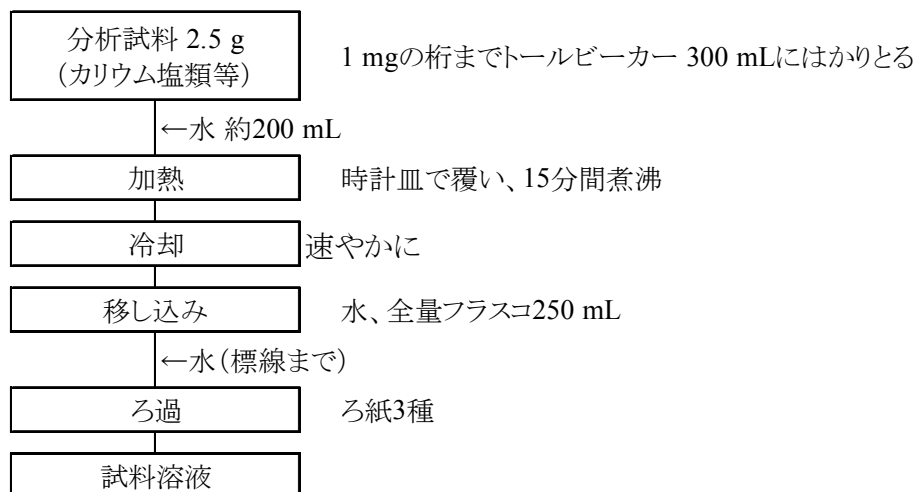 分析試料 2.5 g
(カリウム塩類等)
1 mgの桁までトールビーカー 300 mLにはかりとる
←水 約200 mL
加熱
時計皿で覆い、15分間煮沸
冷却
速やかに
移し込み
水、全量フラスコ250 mL
←水(標線まで)
ろ過
ろ紙3種
試料溶液